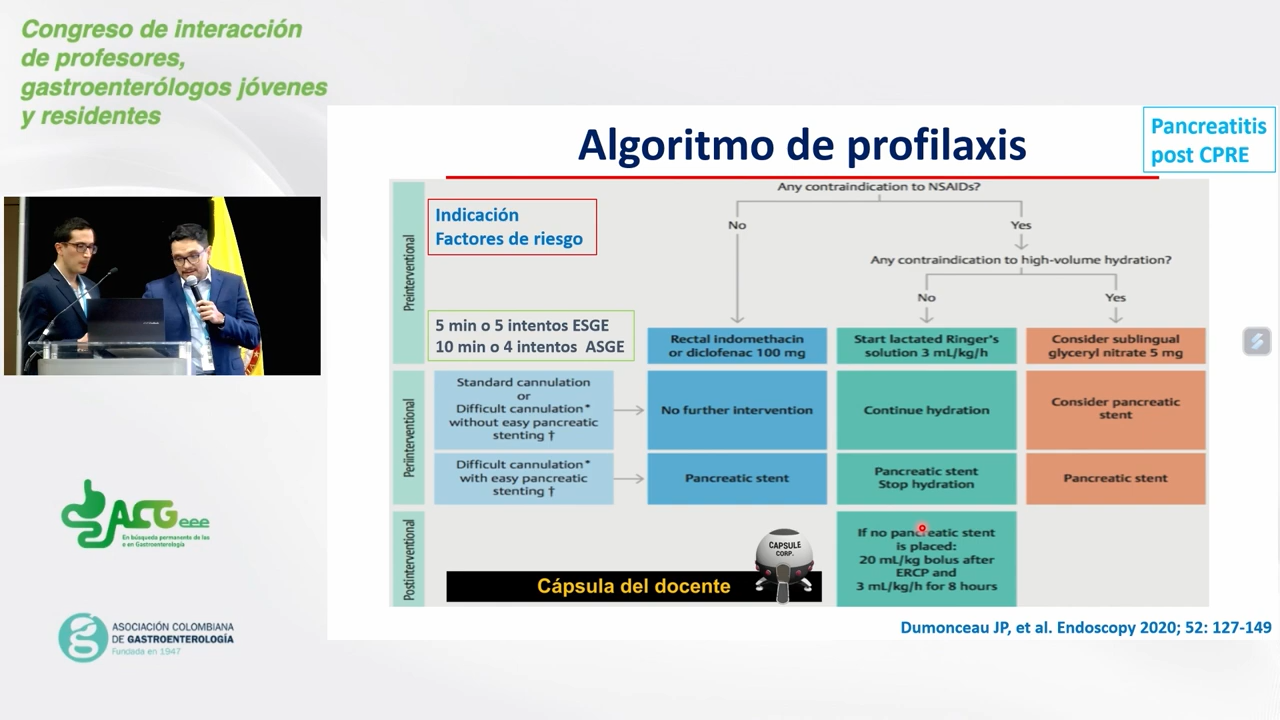 Congreso de interacción
de profesores,
gastroenterólogos jóvenes
y residentes
Algoritmo de profilaxis
Pancreatitis
post CPRE
Indicación
Factores de riesgo
5 min o 5 intentos ESGE
10 min o 4 intentos ASGE
Preinterventional
Any contraindication to NSAIDs?
No
Yes
Any contraindication to high-volume hydration?
No
Yes
Rectal indomethacin
or diclofenac 100 mg
Start lactated Ringer's
solution 3 mL/kg/h
Consider sublingual
glyceryl nitrate 5 mg
Periinterventional
Standard cannulation
or
Difficult cannulation*
without easy pancreatic
stenting †
No further intervention
Continue hydration
Consider pancreatic
stent
Difficult cannulation*
with easy pancreatic
stenting †
Pancreatic stent
Pancreatic stent
Stop hydration
Pancreatic stent
Postinterventional
If no pancreatic stent
is placed:
20 mL/kg bolus after
ERCP and
3 mL/kg/h for 8 hours
CAPSULE
CORP.
Cápsula del docente
Dumonceau JP, et al. Endoscopy 2020; 52: 127-149
ACGeee
En búsqueda permanente de las
e en Gastroenterología
ASOCIACIÓN COLOMBIANA
DE GASTROENTEROLOGÍA
Fundada en 1947